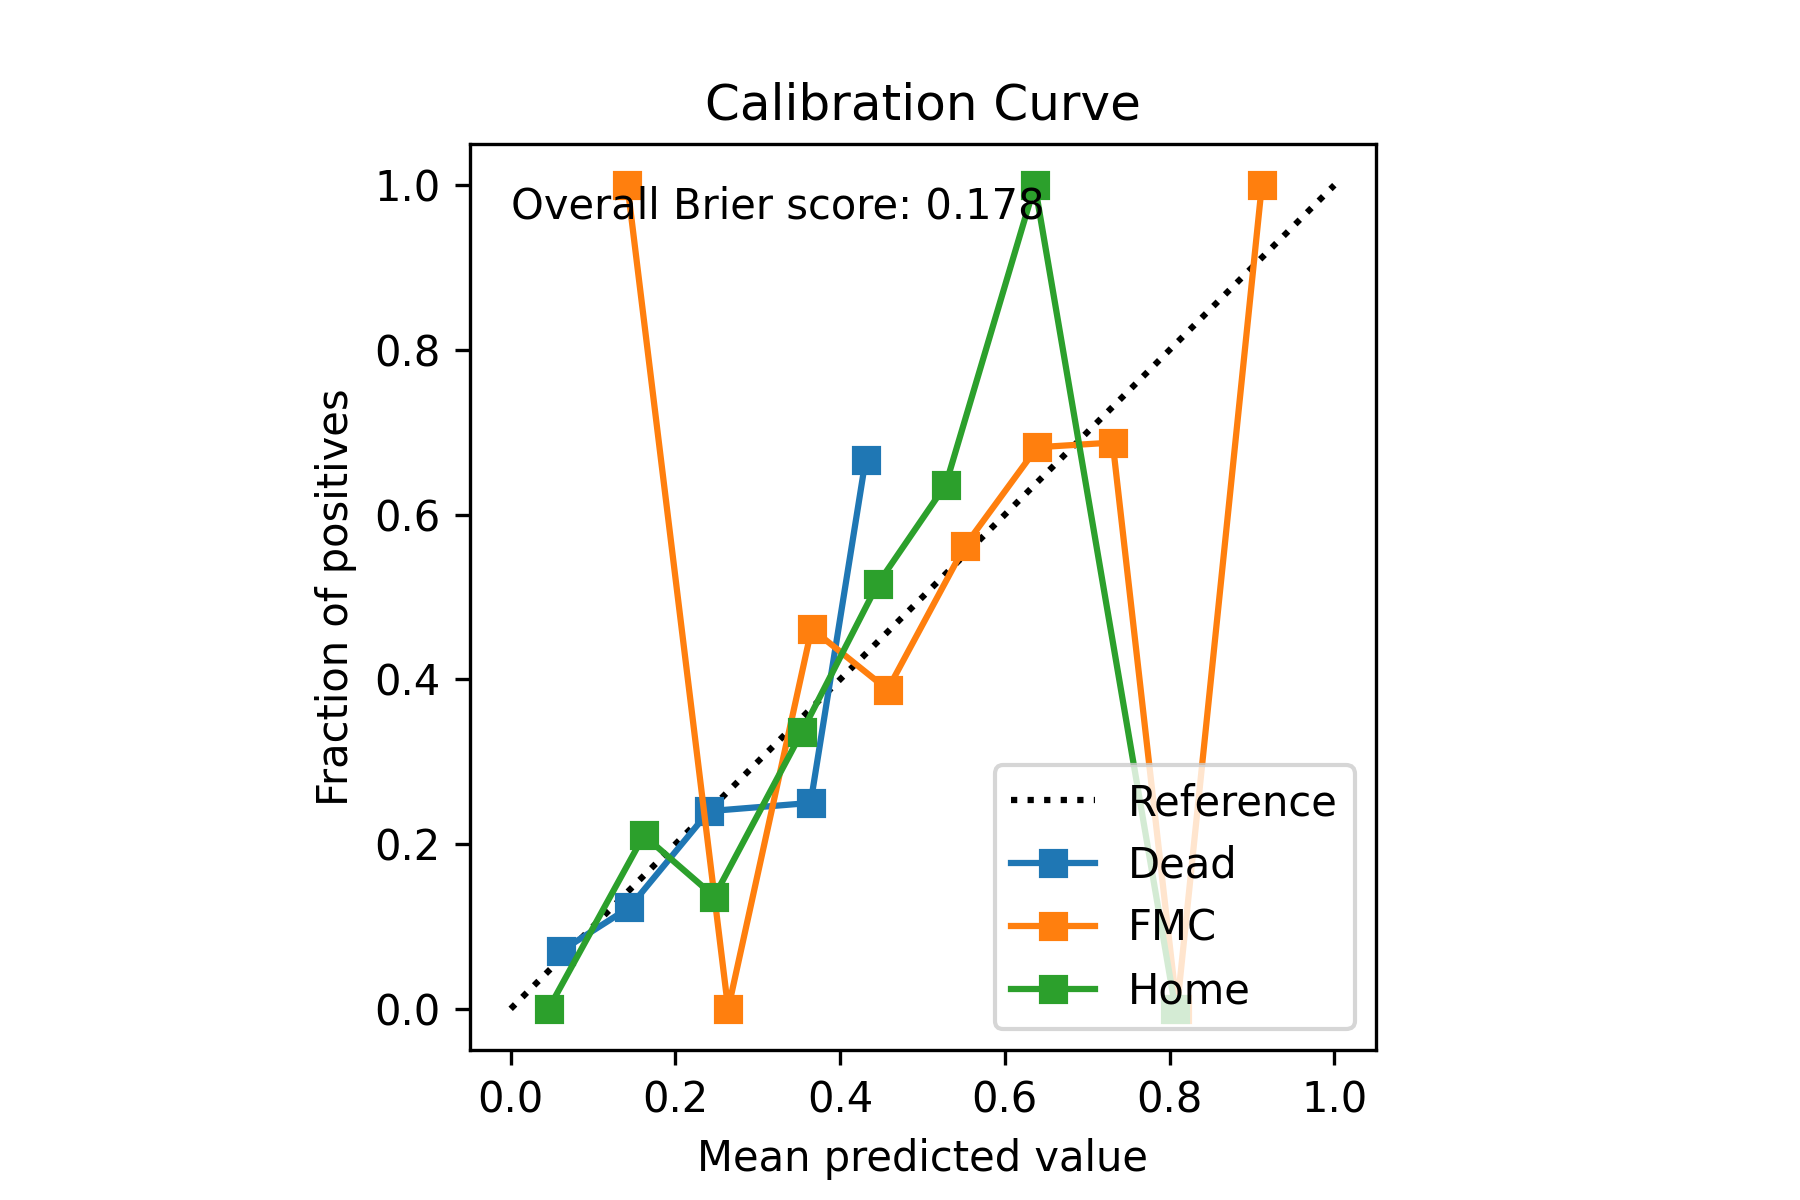 Calibration Curve
Overall Brier score: 0.178
1.0
0.8
0.6
0.4
0.2
0.0
Fraction of positives
Reference
Dead
FMC
Home
0.0 0.2 0.4 0.6 0.8 1.0
Mean predicted value